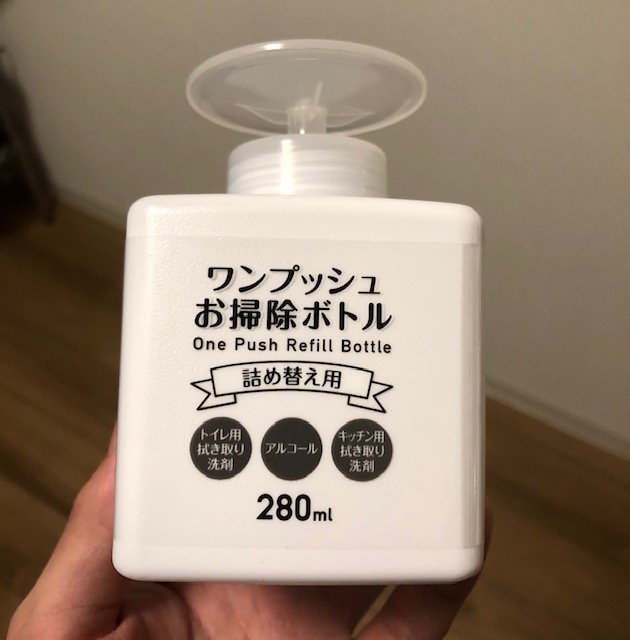 ワンプッシュ
お掃除ボトル
One Push Refill Bottle
詰め替え用
トイレ用
拭き取り
洗剤
アルコール
キッチン用
拭き取り
洗剤
280ml